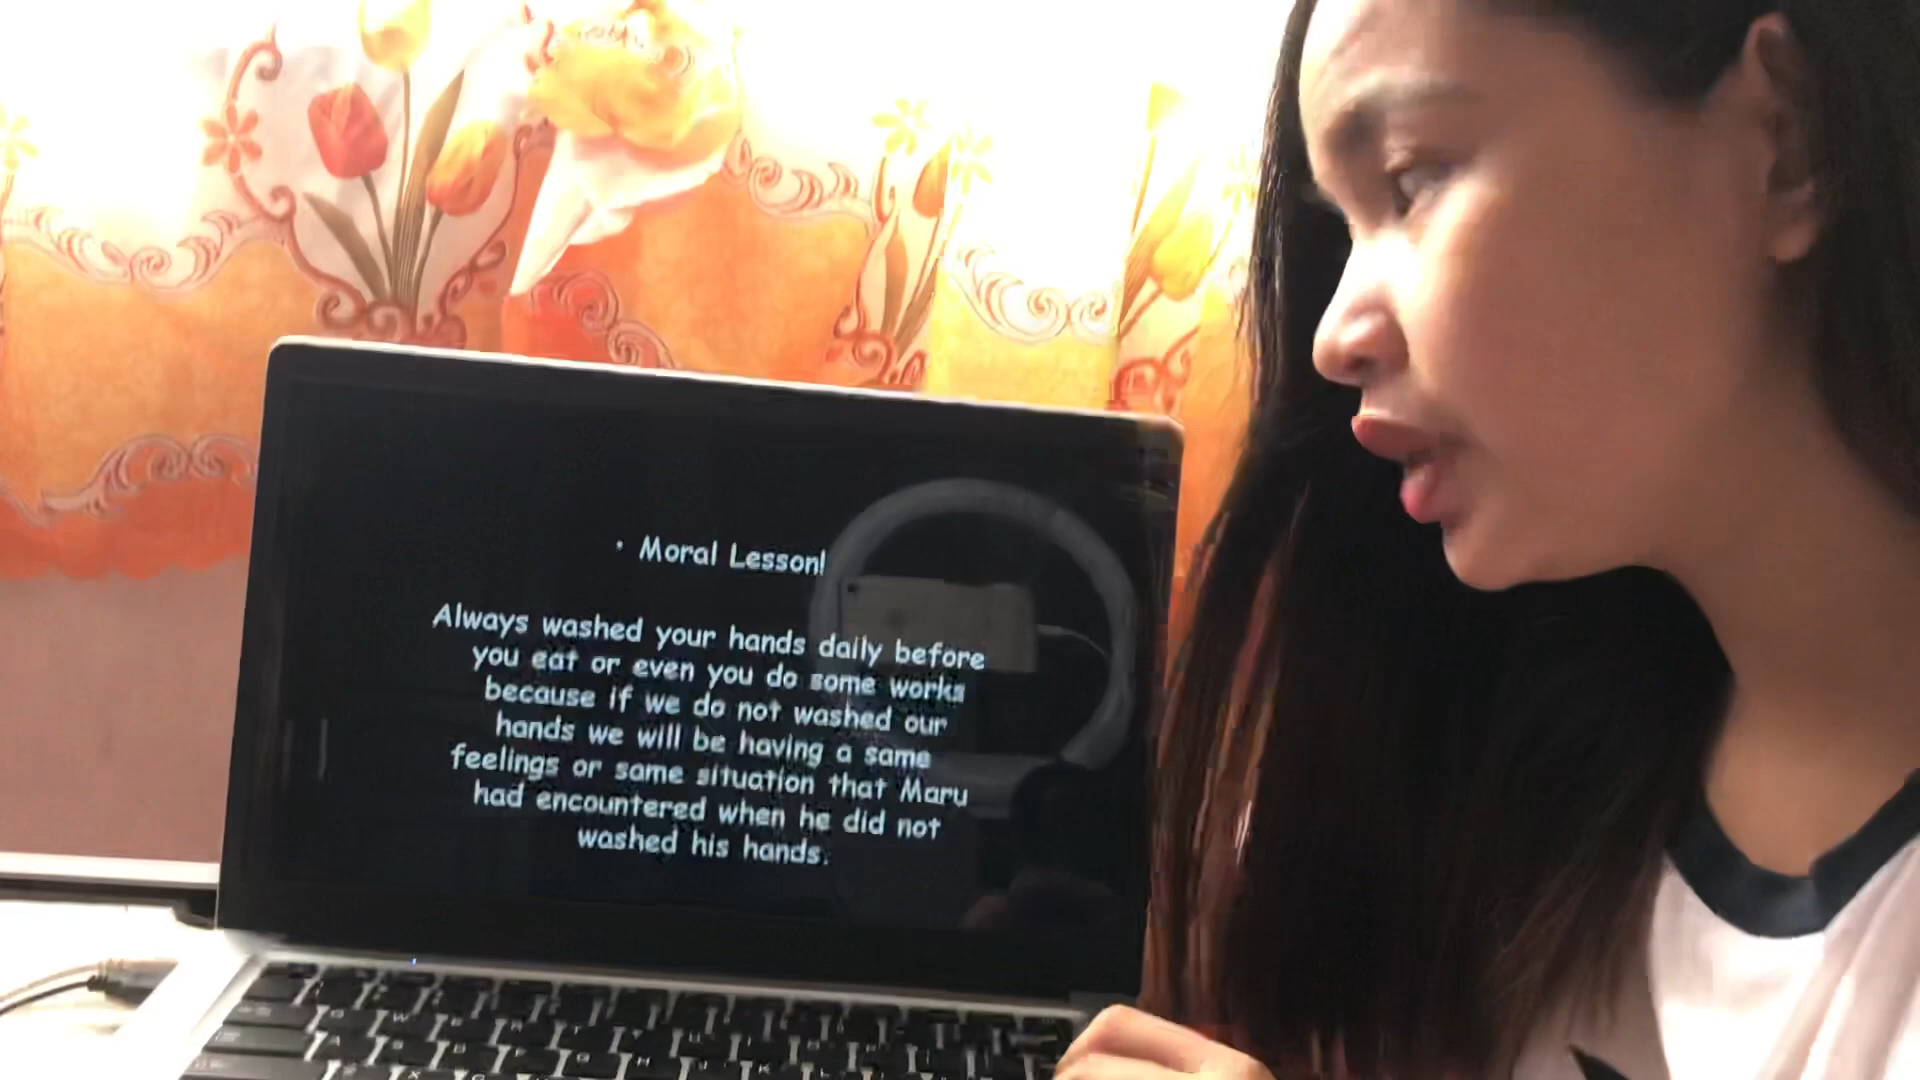 • Moral Lesson!
Always washed your hands daily before
you eat or even you do some works
because if we do not washed our
hands we will be having a same
feelings or same situation that Maru
had encountered when he did not
washed his hands.